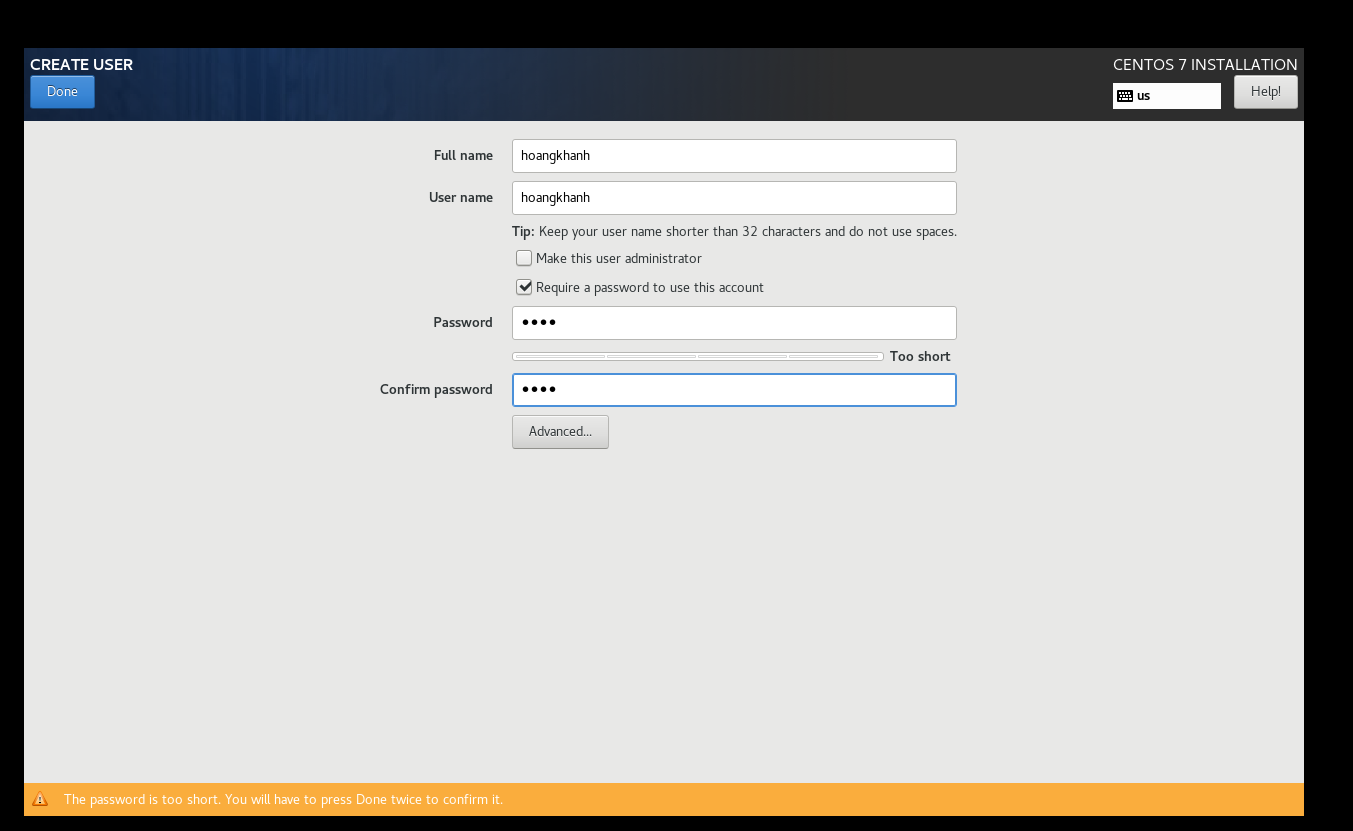 CREATE USER
CENTOS 7 INSTALLATION
Done
us
Help!
Full name
hoangkhanh
User name
hoangkhanh
Tip: Keep your user name shorter than 32 characters and do not use spaces.
Make this user administrator
Require a password to use this account
Password
••••
Too short
Confirm password
••••
Advanced...
The password is too short. You will have to press Done twice to confirm it.